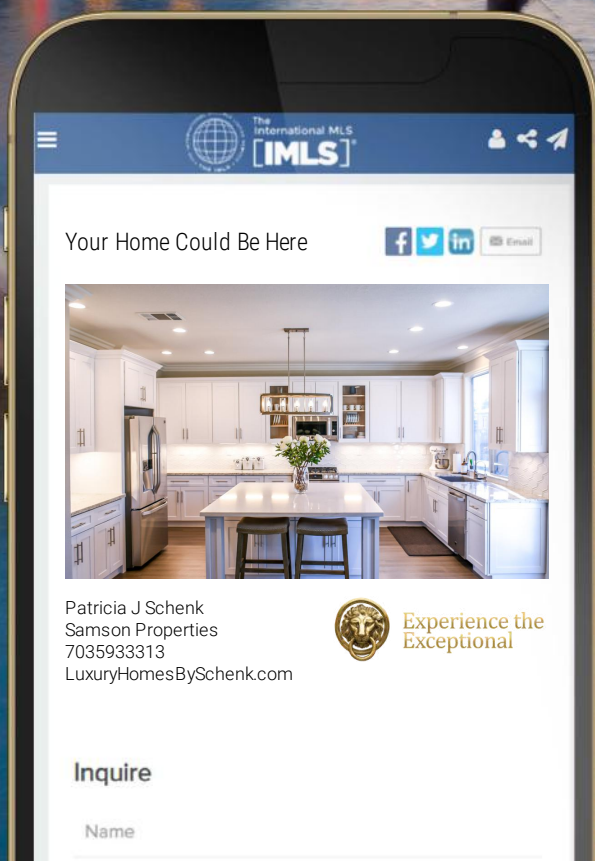 The
International MLS
[IMLS]®
Your Home Could Be Here
f
in
Email
Patricia J Schenk
Samson Properties
7035933313
LuxuryHomesBySchenk.com
Experience the
Exceptional
Inquire
Name